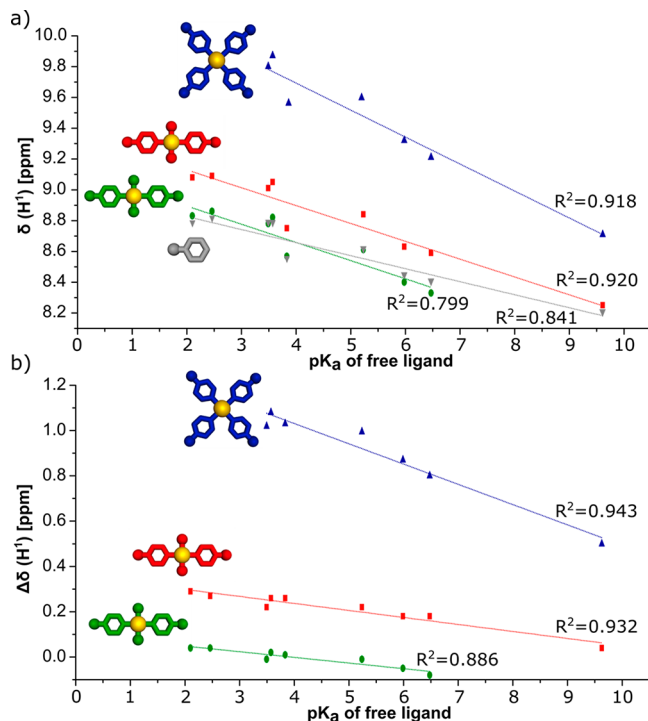 a)
10.0
9.8
9.6
9.4
9.2
9.0
8.8
8.6
8.4
8.2
δ (H¹) [ppm]
R²=0.918
R²=0.920
R²=0.799
R²=0.841
0 1 2 3 4 5 6 7 8 9 10
pKa of free ligand
b)
1.2
1.0
0.8
0.6
0.4
0.2
0.0
Δδ (H¹) [ppm]
R²=0.943
R²=0.932
R²=0.886
0 1 2 3 4 5 6 7 8 9 10
pKa of free ligand